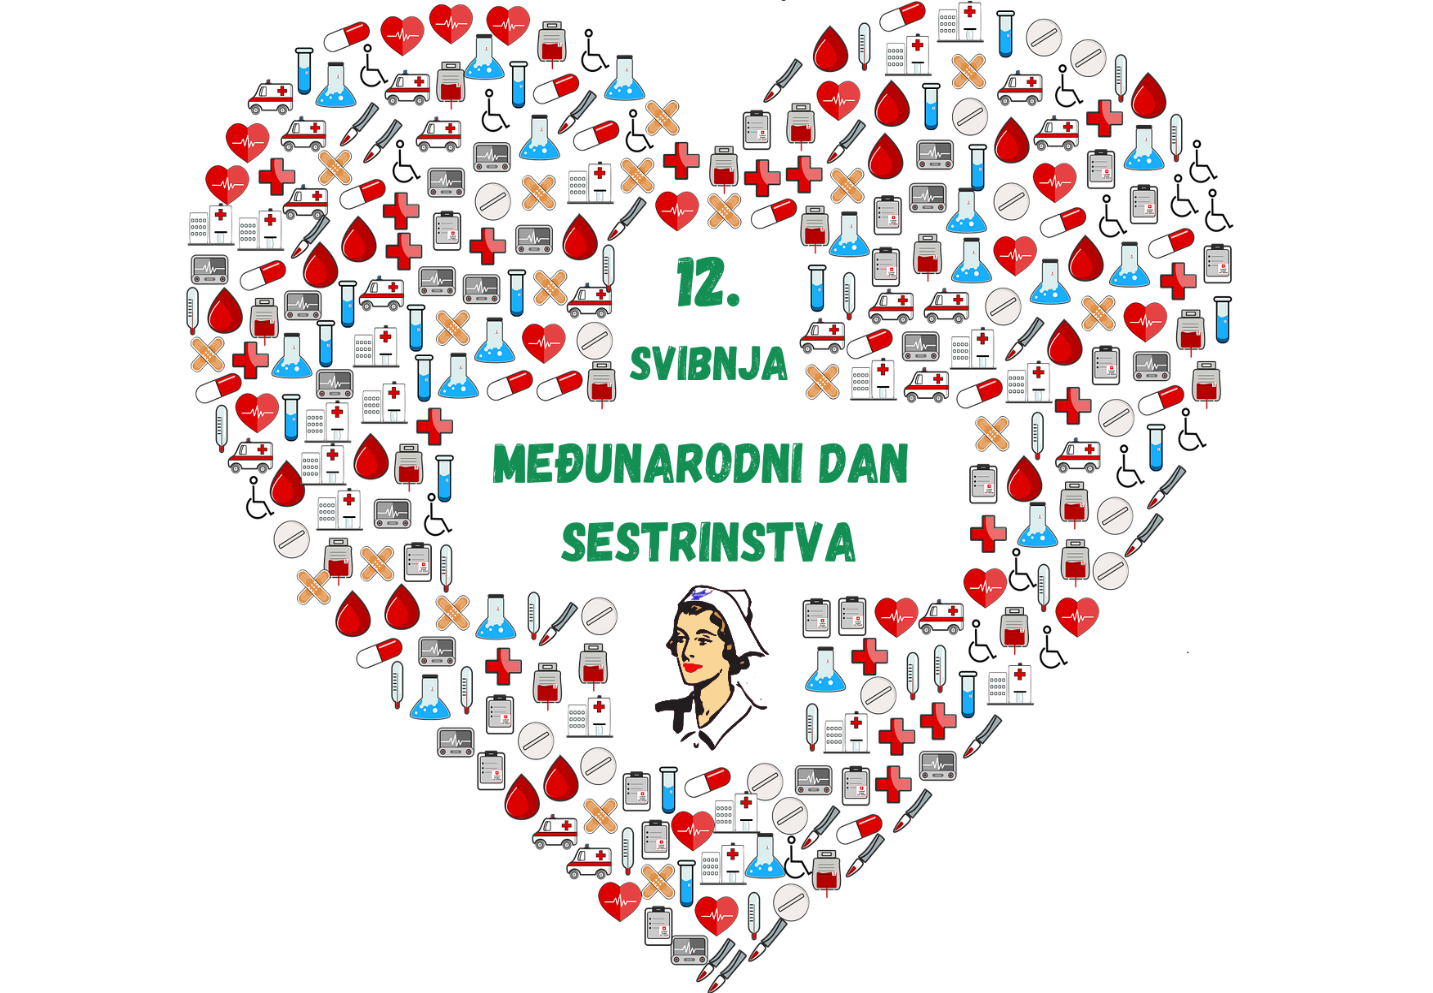 12.
SVIBNJA
MEĐUNARODNI DAN
SESTRINSTVA